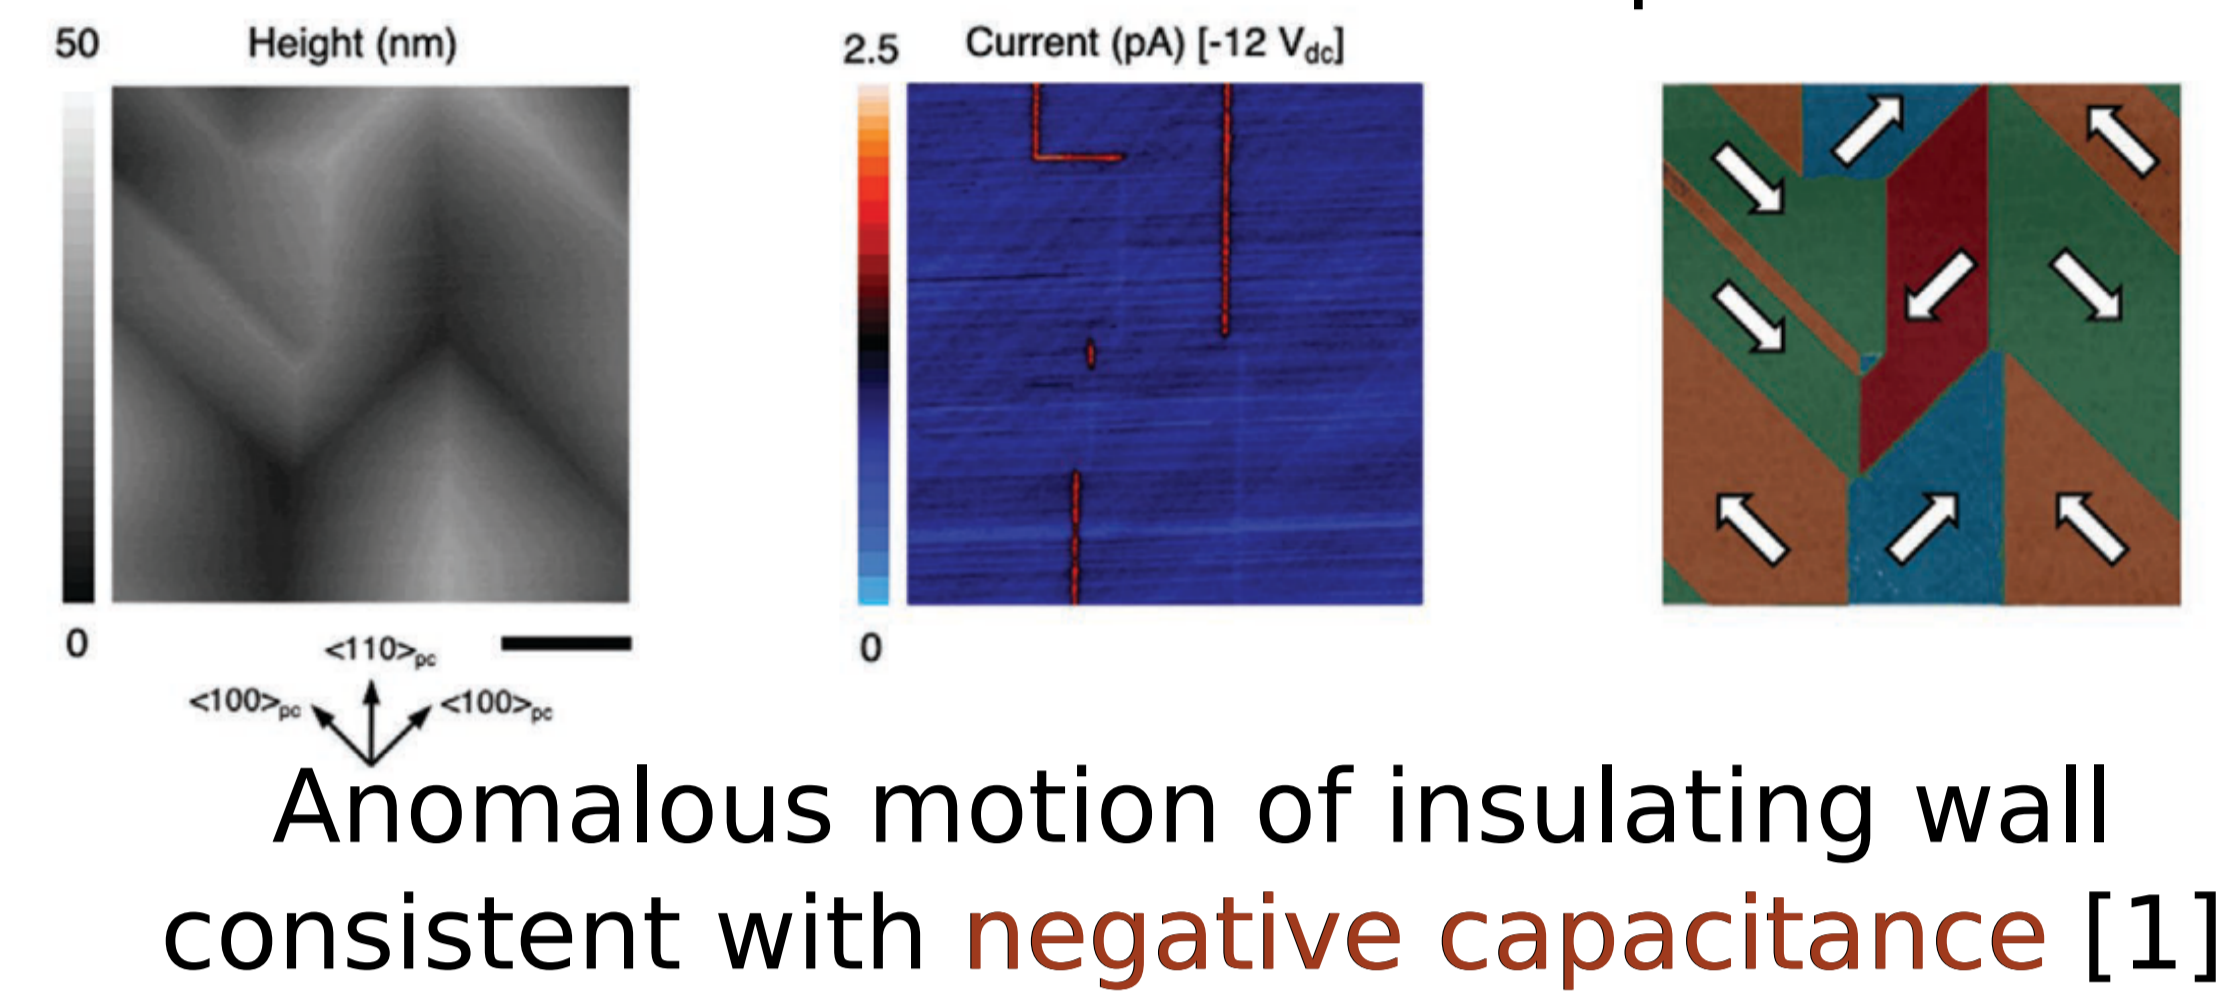 50 Height (nm) 2.5 Current (pA) [-12 Vdc]
0 0
<110>pc
<100>pc <100>pc
Anomalous motion of insulating wall
consistent with negative capacitance [1]